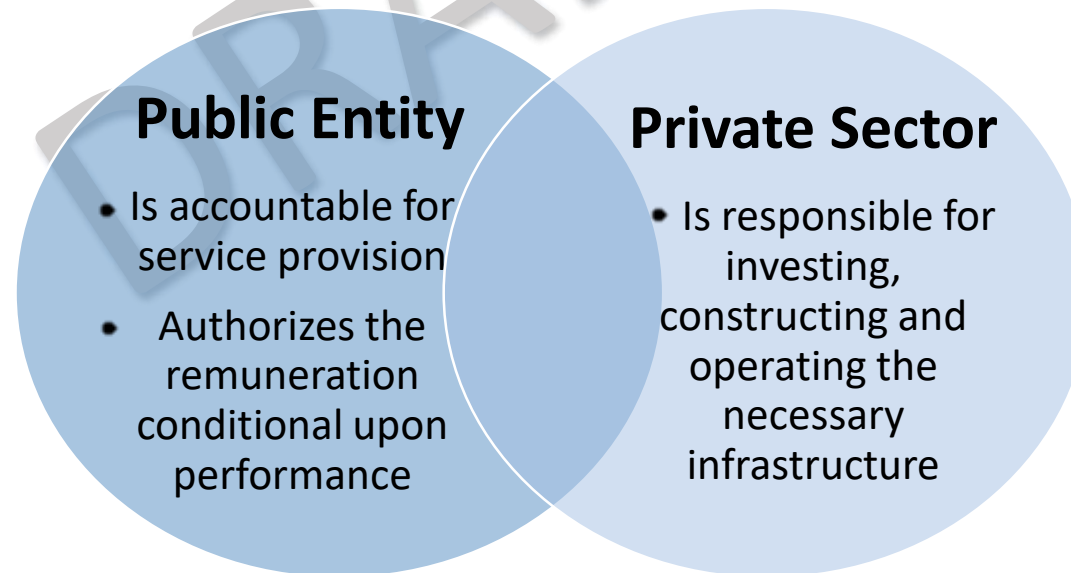 DRA
Public Entity
• Is accountable for
service provision
• Authorizes the
remuneration
conditional upon
performance
Private Sector
• Is responsible for
investing,
constructing and
operating the
necessary
infrastructure